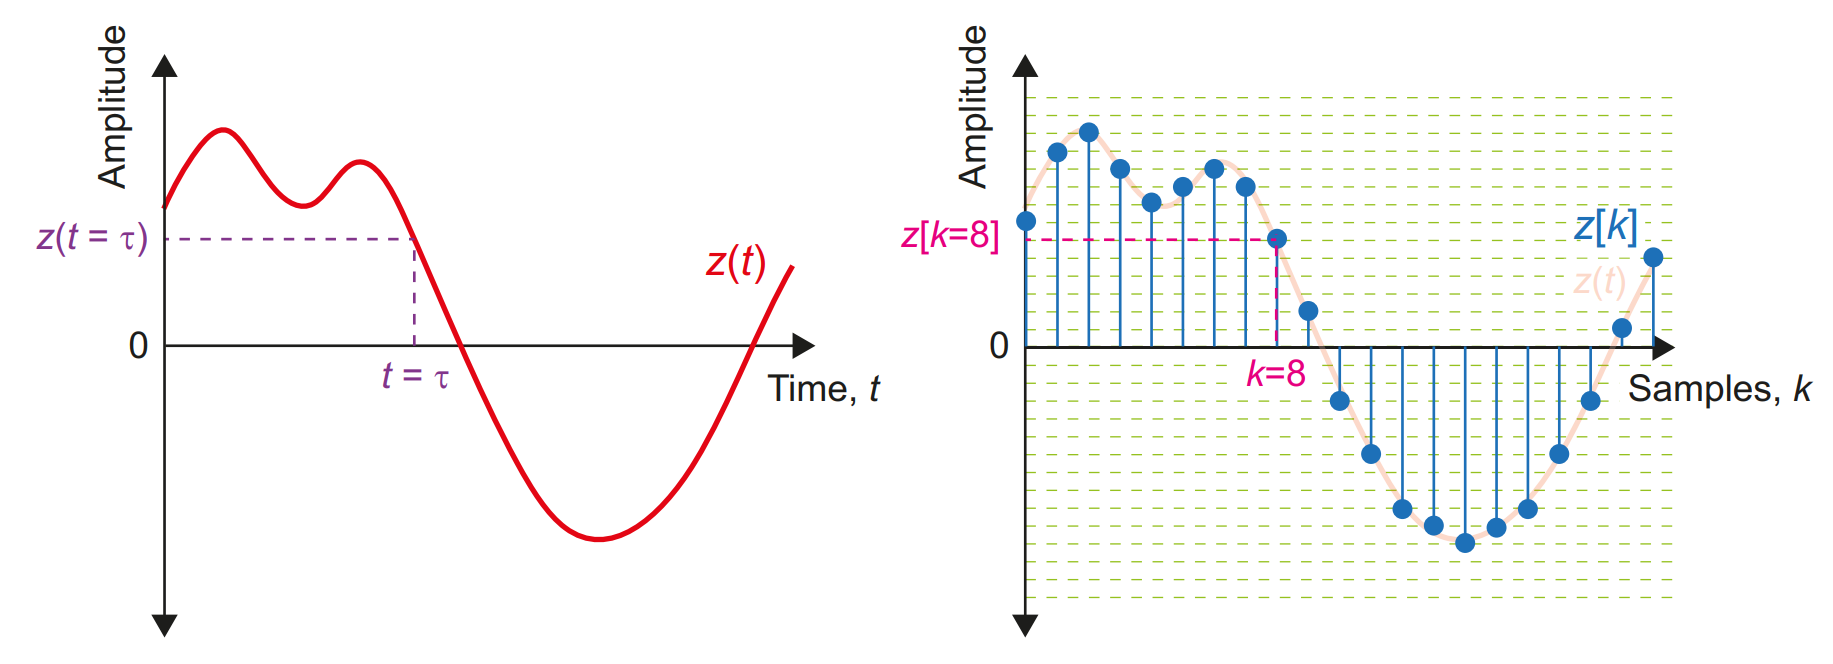 Amplitude
z(t = τ)
z(t)
0
t = τ
Time, t
Amplitude
z[k=8]
z[k]
z(t)
0
k=8
Samples, k